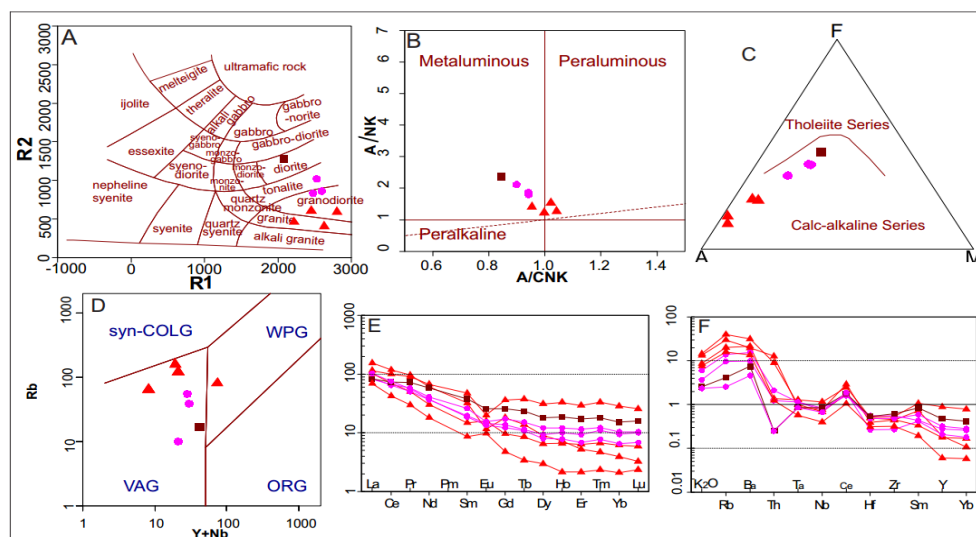 A
R2
3000
2500
2000
1500
1000
500
0
-1000
0
1000
2000
3000
R1
ultramafic rock
melteigite
theralite
ijolite
alkali
gabbro
gabbro
-norite
gabbro
gabbro-diorite
essexite
syeno-
gabbro
monzo-
gabbro
syeno-
diorite
monzo-
diorite
diorite
monzo-
nite
tonalite
nepheline
syenite
quartz
monzonite
granodiorite
granite
syenite
quartz
syenite
alkali granite
B
A/NK
7
6
5
4
3
2
1
0
0.6
0.8
1.0
1.2
1.4
A/CNK
Metaluminous
Peraluminous
Peralkaline
C
F
Tholeiite Series
Calc-alkaline Series
A
M
D
Rb
1000
100
10
1
1
10
100
1000
Y+Nb
syn-COLG
WPG
VAG
ORG
E
1000
100
10
1
La
Pr
Pm
Eu
Tb
Ho
Tm
Lu
Ce
Nd
Sm
Gd
Dy
Er
Yb
F
100
10
1
0.1
0.01
K2O
Ba
Ta
Ce
Zr
Y
Rb
Th
Nb
Hf
Sm
Yb